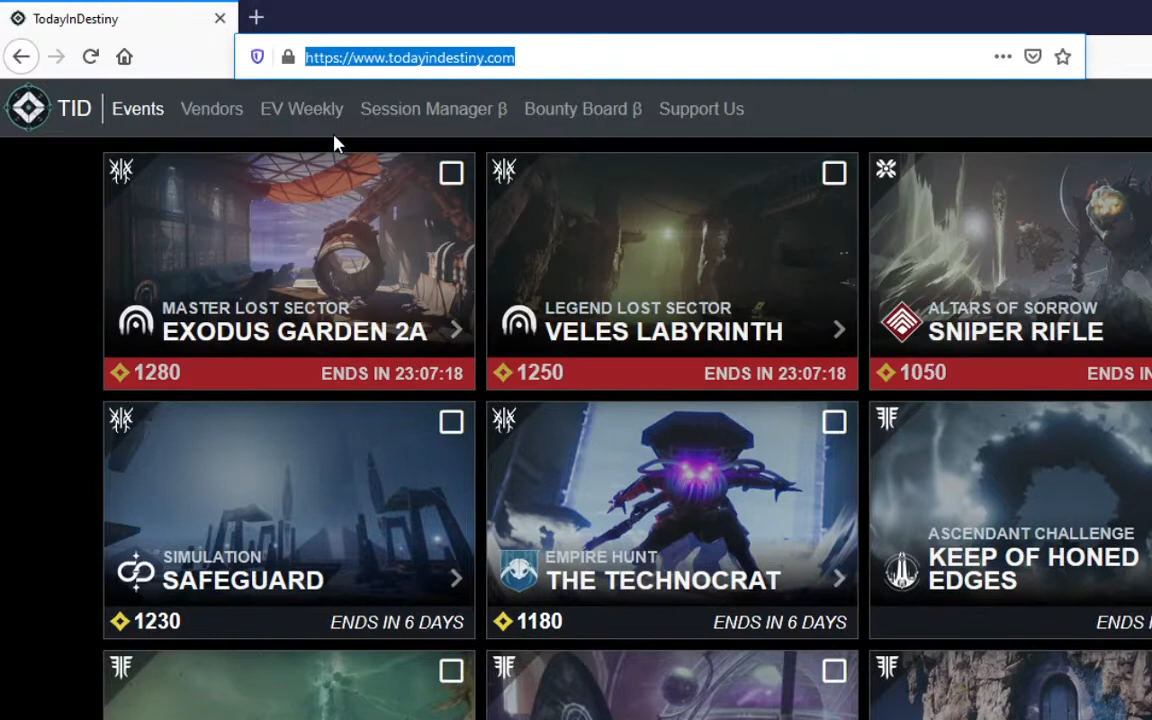 TodayInDestiny
https://www.todayindestiny.com
TID
Events
Vendors
EV Weekly
Session Manager β
Bounty Board β
Support Us
MASTER LOST SECTOR
EXODUS GARDEN 2A
1280
ENDS IN 23:07:18
LEGEND LOST SECTOR
VELES LABYRINTH
1250
ENDS IN 23:07:18
ALTARS OF SORROW
SNIPER RIFLE
1050
ENDS IN
SIMULATION
SAFEGUARD
1230
ENDS IN 6 DAYS
EMPIRE HUNT
THE TECHNOCRAT
1180
ENDS IN 6 DAYS
ASCENDANT CHALLENGE
KEEP OF HONED
EDGES
ENDS